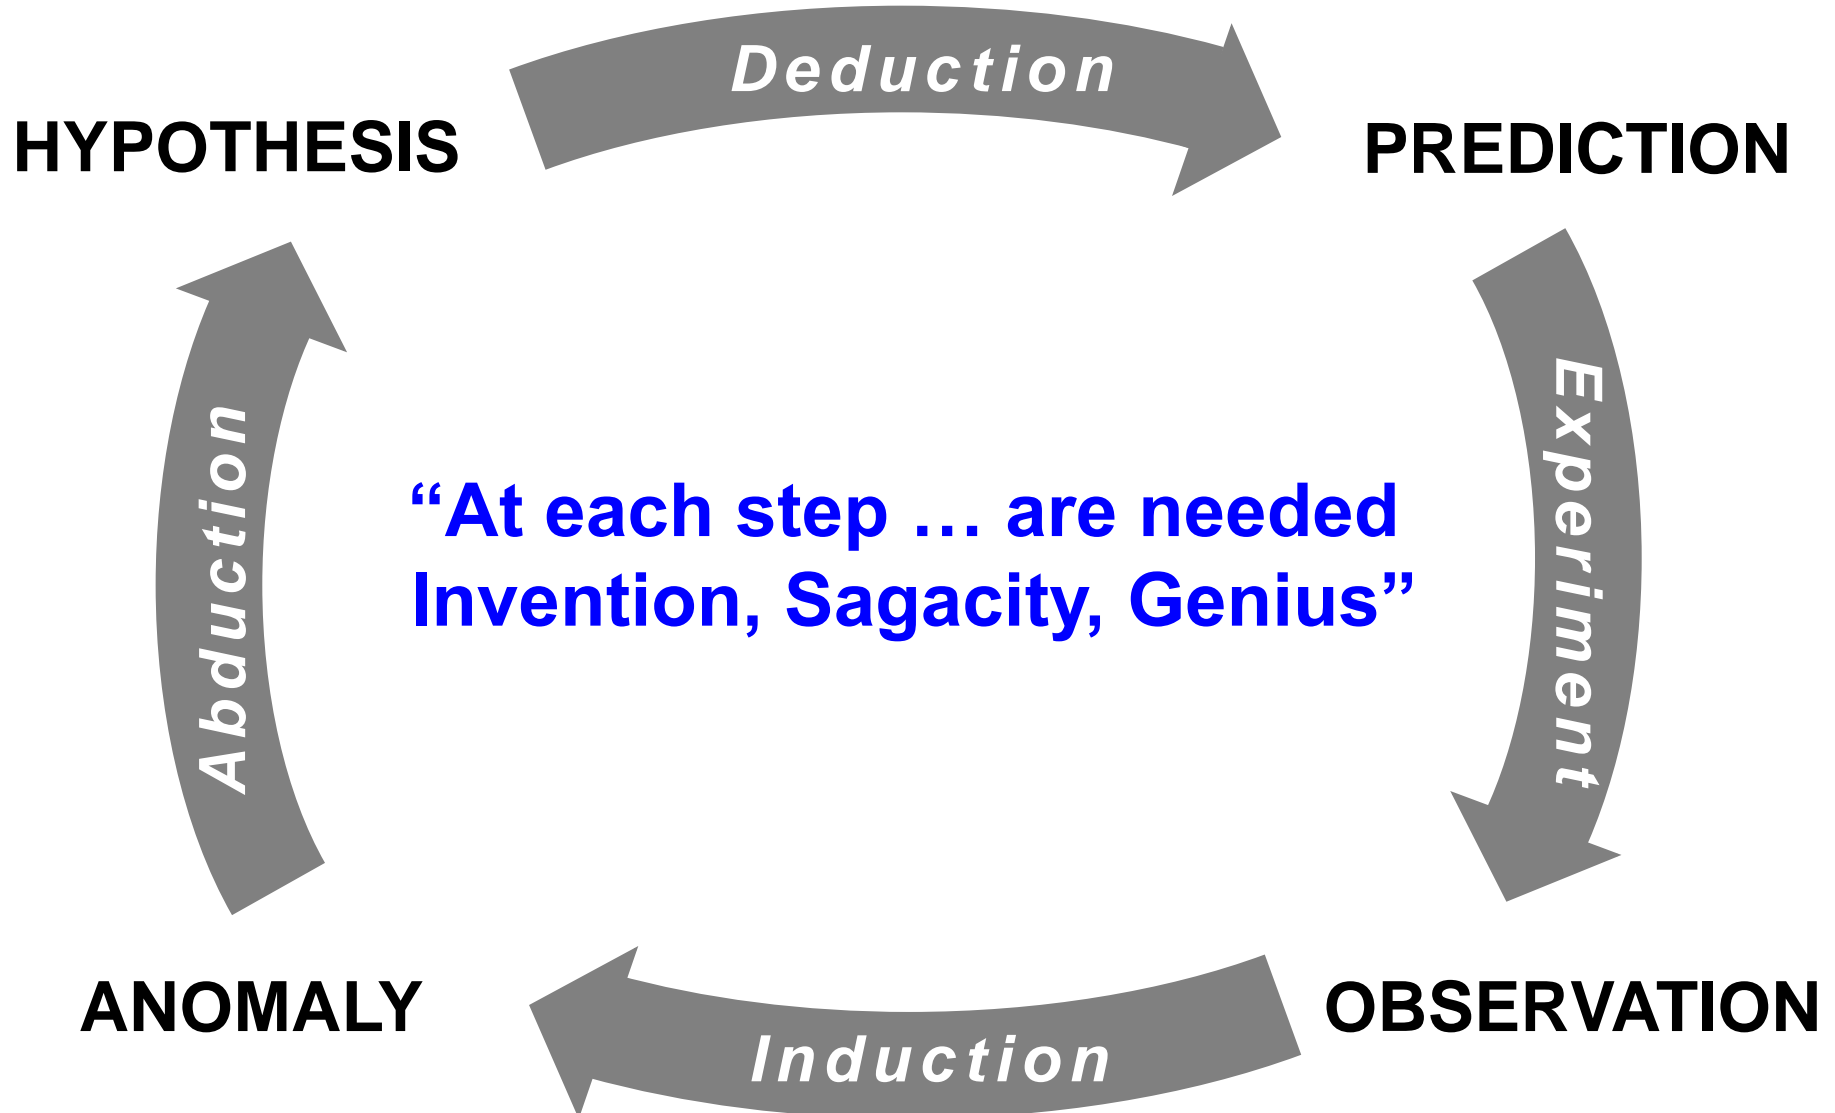 Deduction
HYPOTHESIS
PREDICTION
Experiment
Abduction
“At each step … are needed
Invention, Sagacity, Genius”
ANOMALY
OBSERVATION
Induction